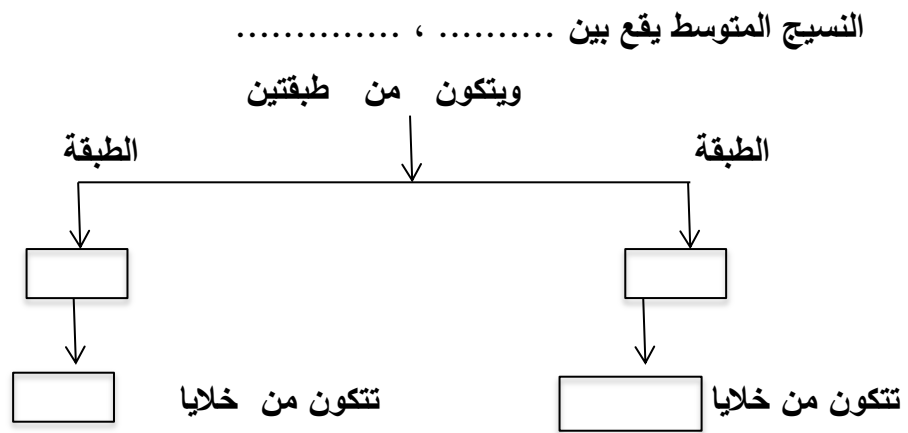 النسيج المتوسط يقع بين .......... ، ..............
ويتكون من طبقتين
الطبقة الطبقة
تتكون من خلايا تتكون من خلايا